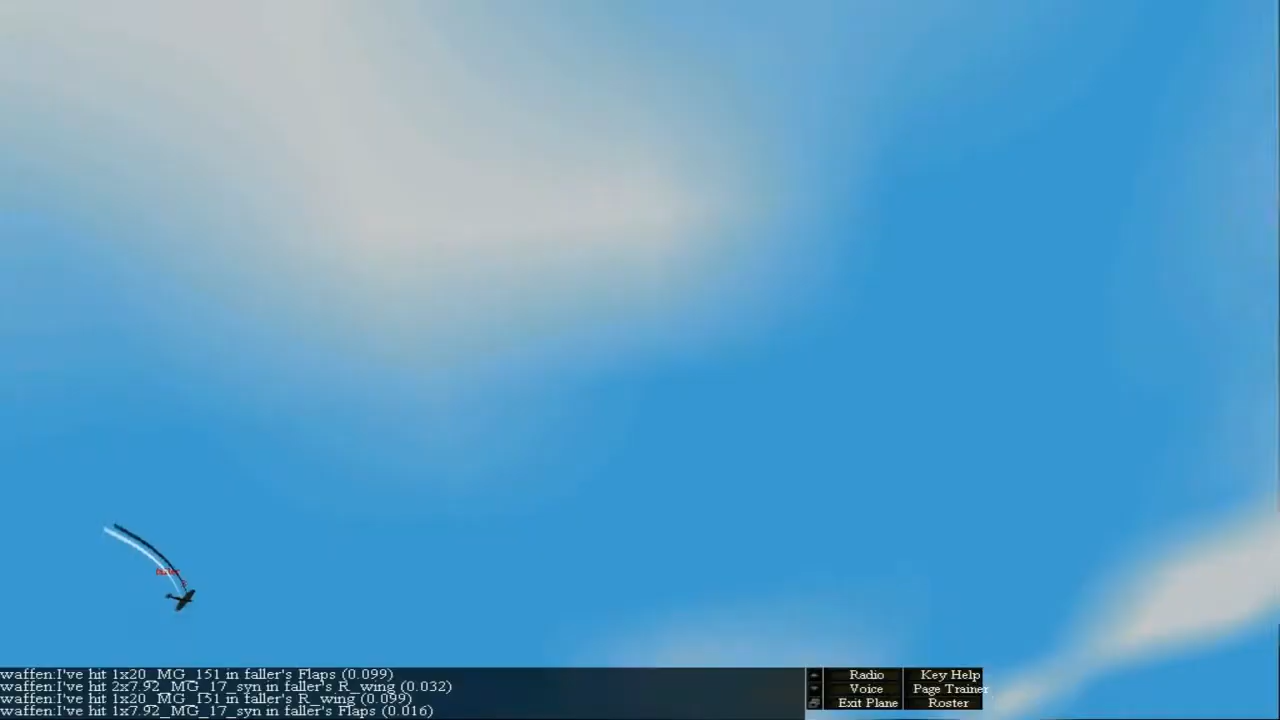 faller
waffen:I've hit 1x20_MG_151 in faller's Flaps (0.099)
waffen:I've hit 2x7.92_MG_17_syn in faller's R_wing (0.032)
waffen:I've hit 1x20_MG_151 in faller's R_wing (0.099)
waffen:I've hit 1x7.92_MG_17_syn in faller's Flaps (0.016)
Radio Key Help
Voice Page Trainer
Exit Plane Roster